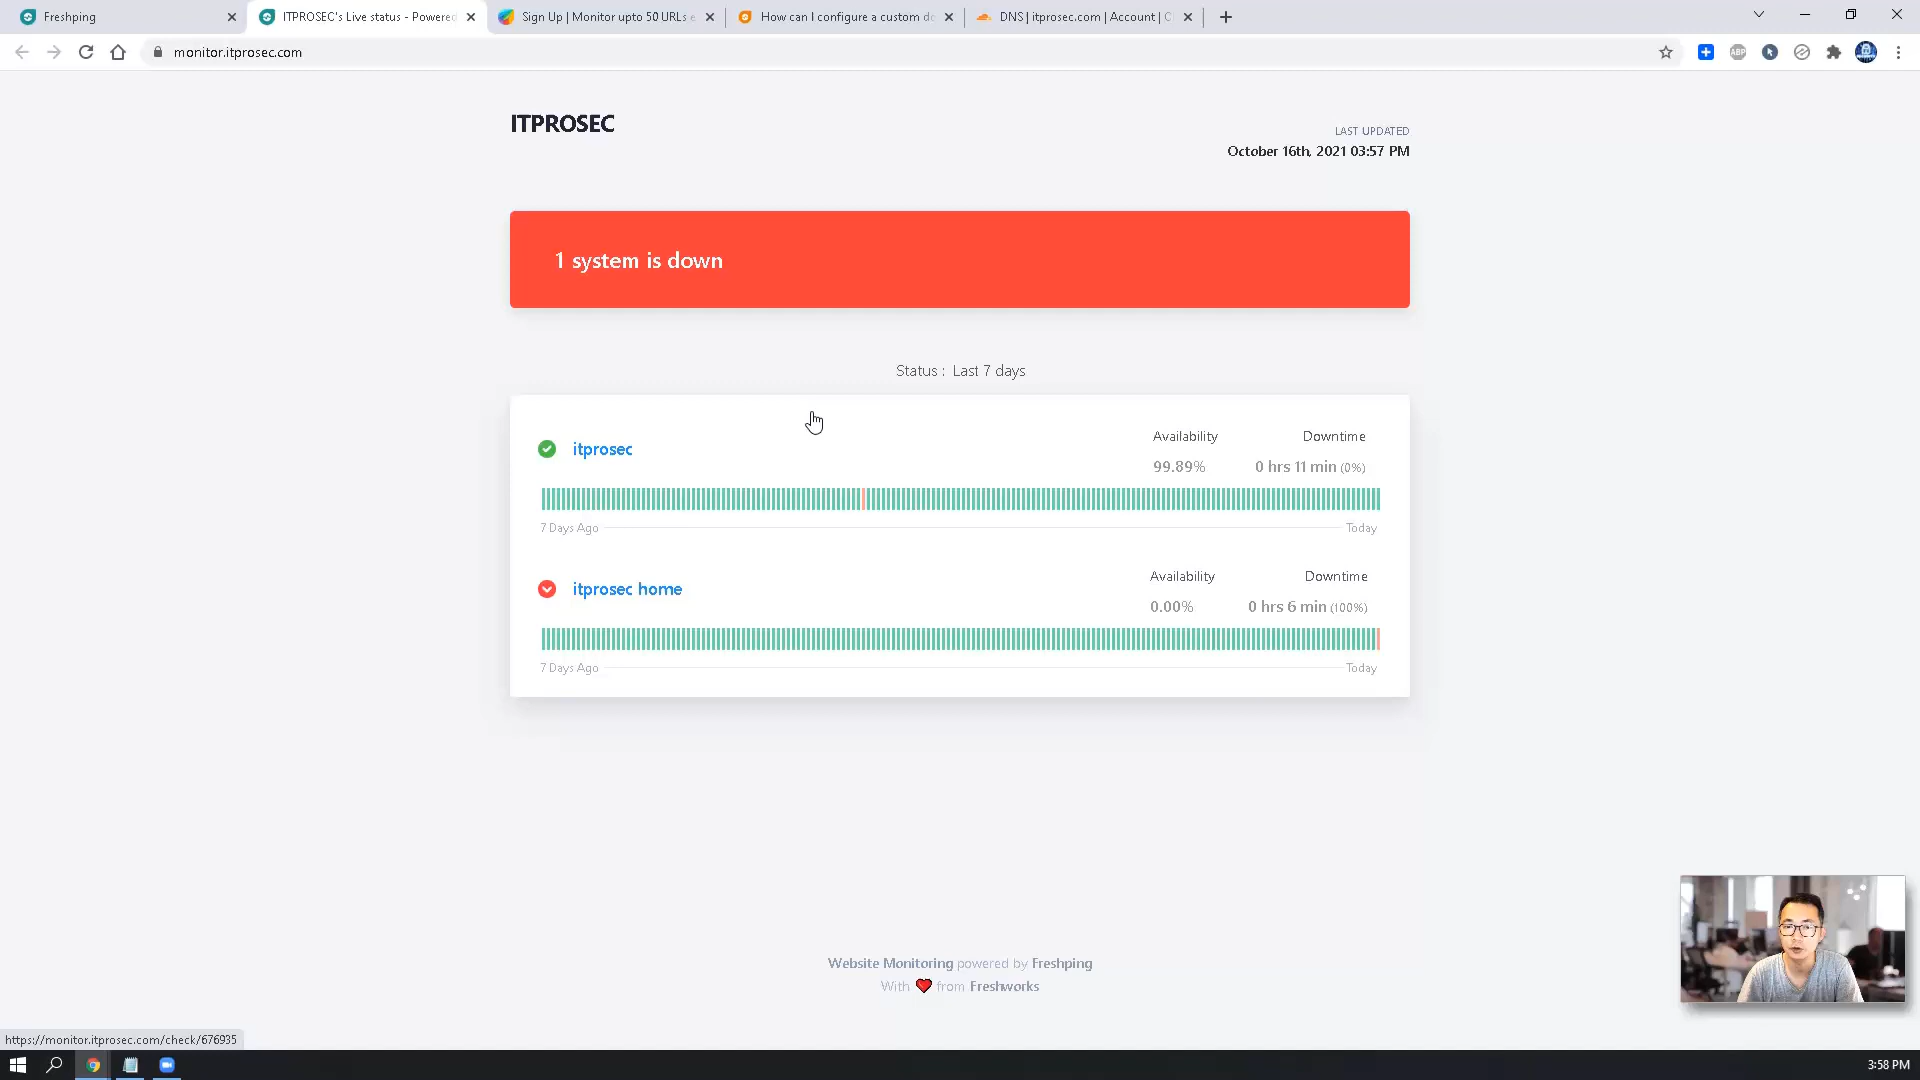 Freshping
ITPROSEC's Live status - Powered
Sign Up | Monitor upto 50 URLs e
How can I configure a custom do
DNS | itprosec.com | Account | C
monitor.itprosec.com
ABP
ITPROSEC
LAST UPDATED
October 16th, 2021 03:57 PM
1 system is down
Status : Last 7 days
itprosec
Availability
Downtime
99.89%
0 hrs 11 min (0%)
7 Days Ago
Today
itprosec home
Availability
Downtime
0.00%
0 hrs 6 min (100%)
7 Days Ago
Today
Website Monitoring powered by Freshping
With ❤ from Freshworks
https://monitor.itprosec.com/check/676935
3:58 PM